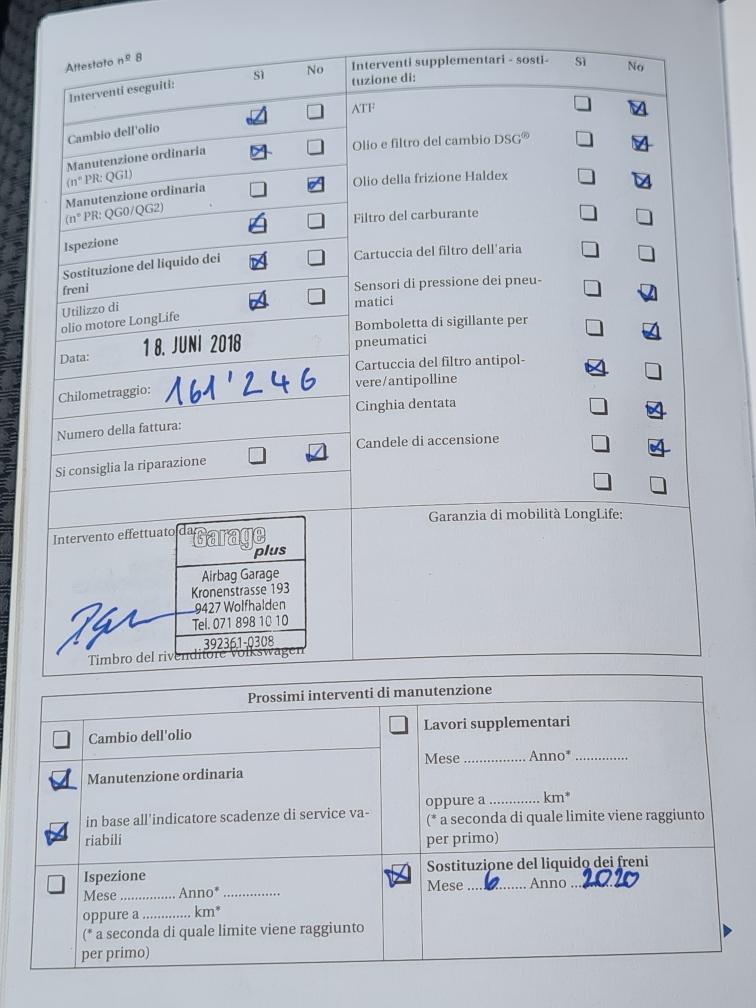 Attestato nº 8
Interventi eseguiti:
Sì
No
Cambio dell'olio
Manutenzione ordinaria
(n° PR: QG1)
Manutenzione ordinaria
(n° PR: QG0/QG2)
Ispezione
Sostituzione del liquido dei
freni
Utilizzo di
olio motore LongLife
Data:
18. JUNI 2018
Chilometraggio:
161'246
Numero della fattura:
Si consiglia la riparazione
Interventi supplementari - sosti-
tuzione di:
Sì
No
ATF
Olio e filtro del cambio DSG®
Olio della frizione Haldex
Filtro del carburante
Cartuccia del filtro dell'aria
Sensori di pressione dei pneu-
matici
Bomboletta di sigillante per
pneumatici
Cartuccia del filtro antipol-
vere/antipolline
Cinghia dentata
Candele di accensione
Intervento effettuato da:
Garage
plus
Airbag Garage
Kronenstrasse 193
9427 Wolfhalden
Tel. 071 898 10 10
392361-0308
Timbro del rivenditore Volkswagen
Garanzia di mobilità LongLife:
Prossimi interventi di manutenzione
Cambio dell'olio
Manutenzione ordinaria
in base all'indicatore scadenze di service va-
riabili
Ispezione
Mese ............... Anno* ...............
oppure a ............. km*
(* a seconda di quale limite viene raggiunto
per primo)
Lavori supplementari
Mese ................ Anno* ..............
oppure a ............. km*
(* a seconda di quale limite viene raggiunto
per primo)
Sostituzione del liquido dei freni
Mese ....6........ Anno ...2020